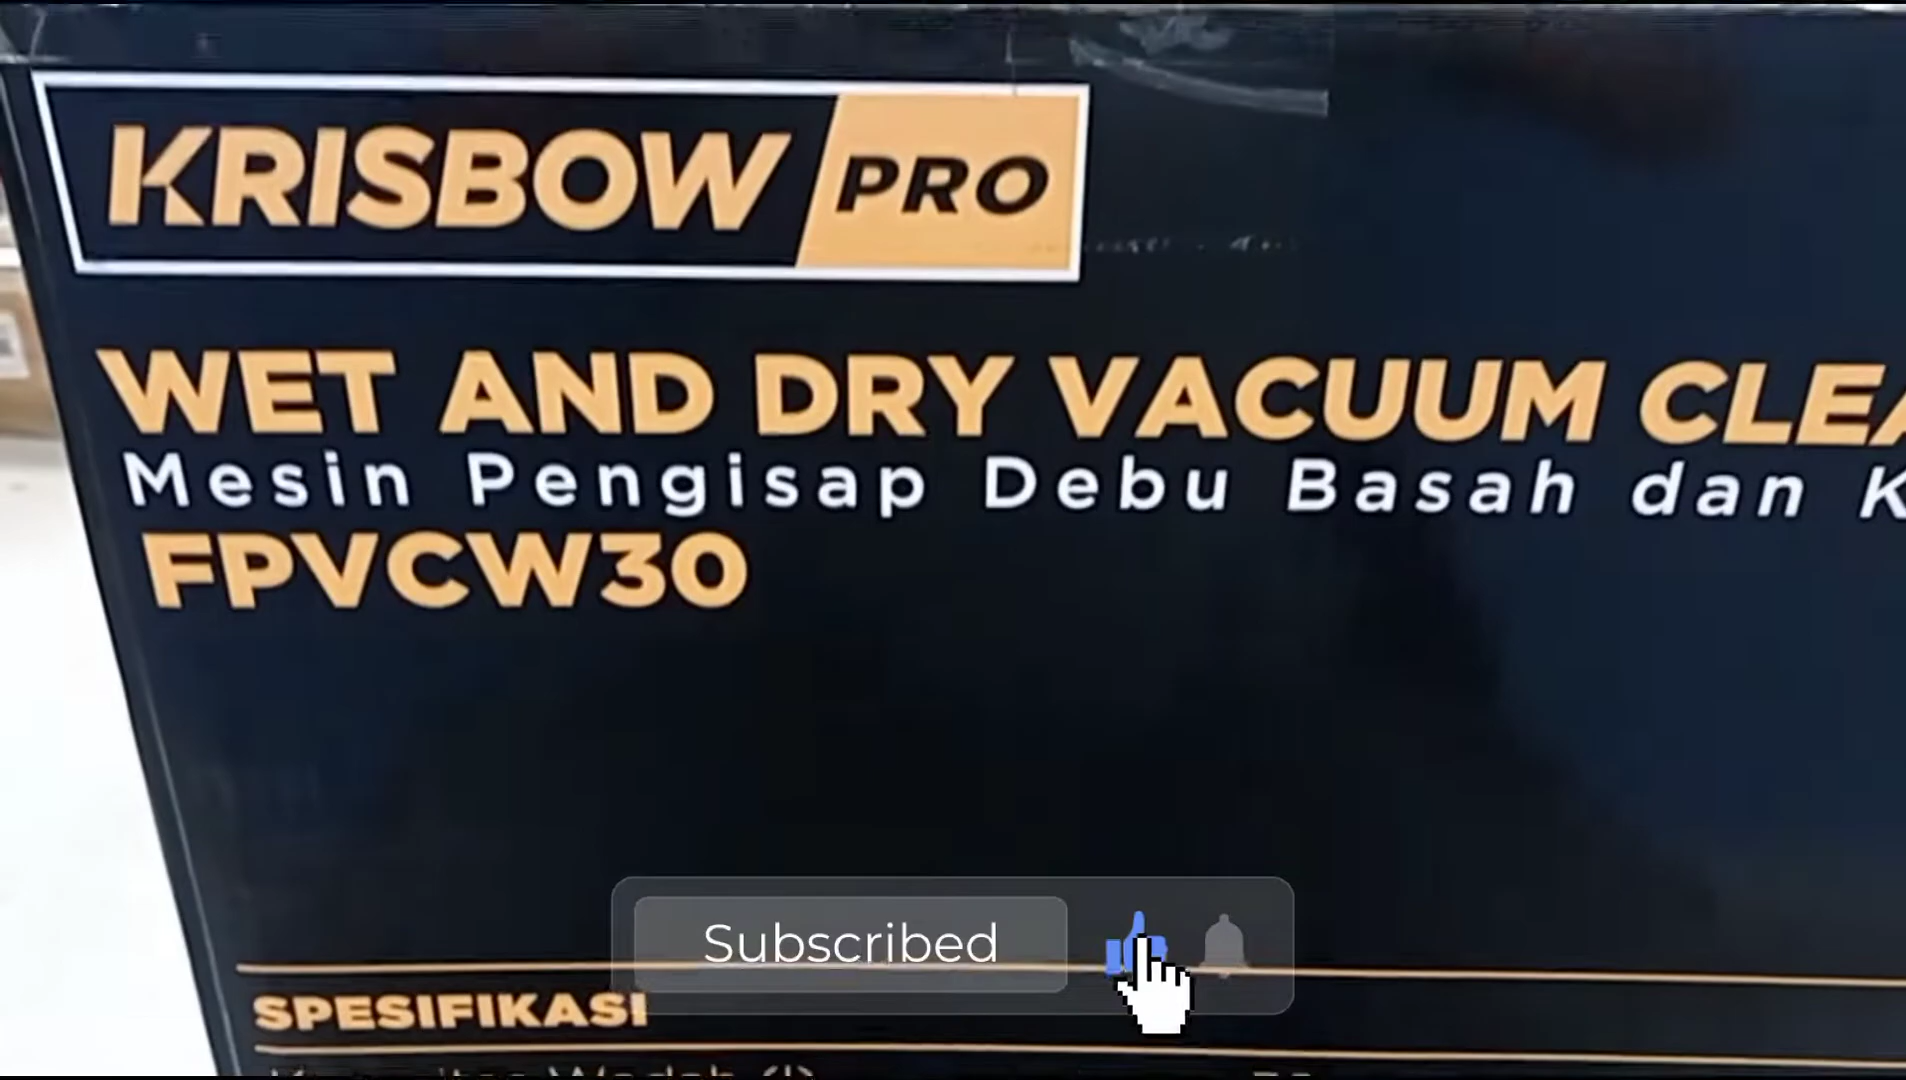 KRISBOW PRO
WET AND DRY VACUUM CLEA
Mesin Pengisap Debu Basah dan K
FPVCW30
Subscribed
SPESIFIKASI